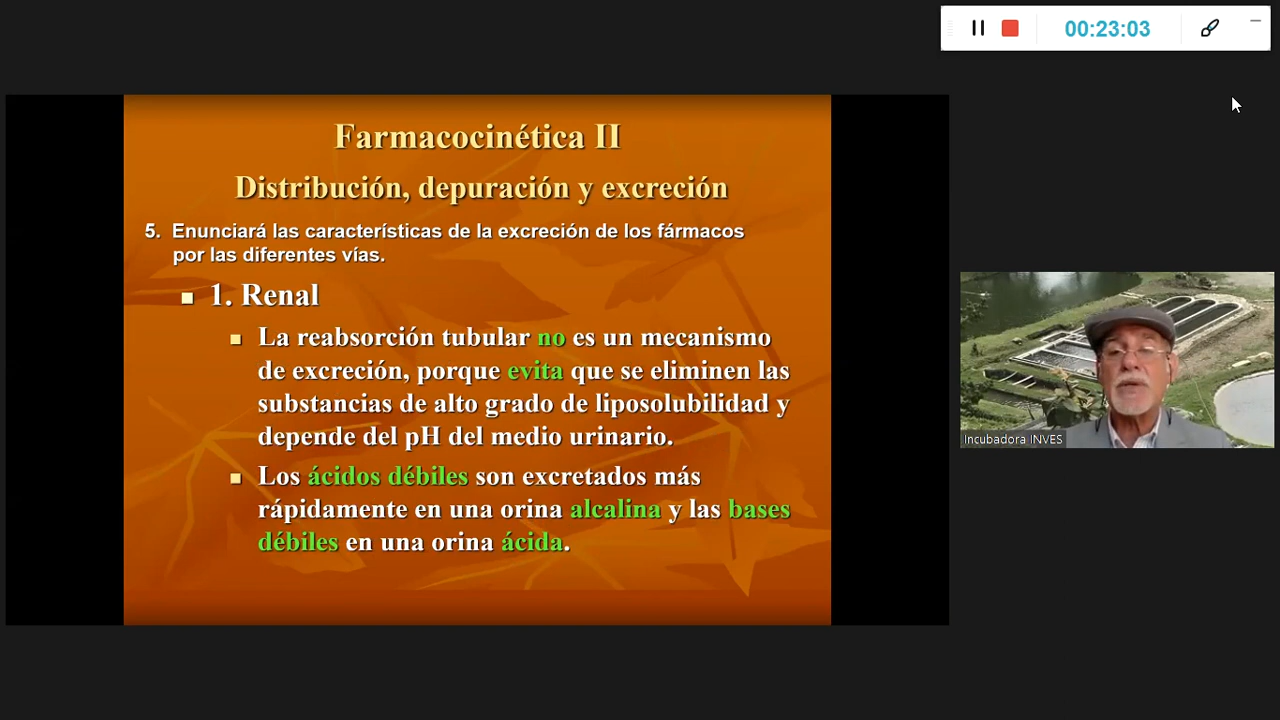 00:23:03
Farmacocinética II
Distribución, depuración y excreción
5. Enunciará las características de la excreción de los fármacos
por las diferentes vías.
1. Renal
La reabsorción tubular no es un mecanismo
de excreción, porque evita que se eliminen las
substancias de alto grado de liposolubilidad y
depende del pH del medio urinario.
Los ácidos débiles son excretados más
rápidamente en una orina alcalina y las bases
débiles en una orina ácida.
Incubadora INVES